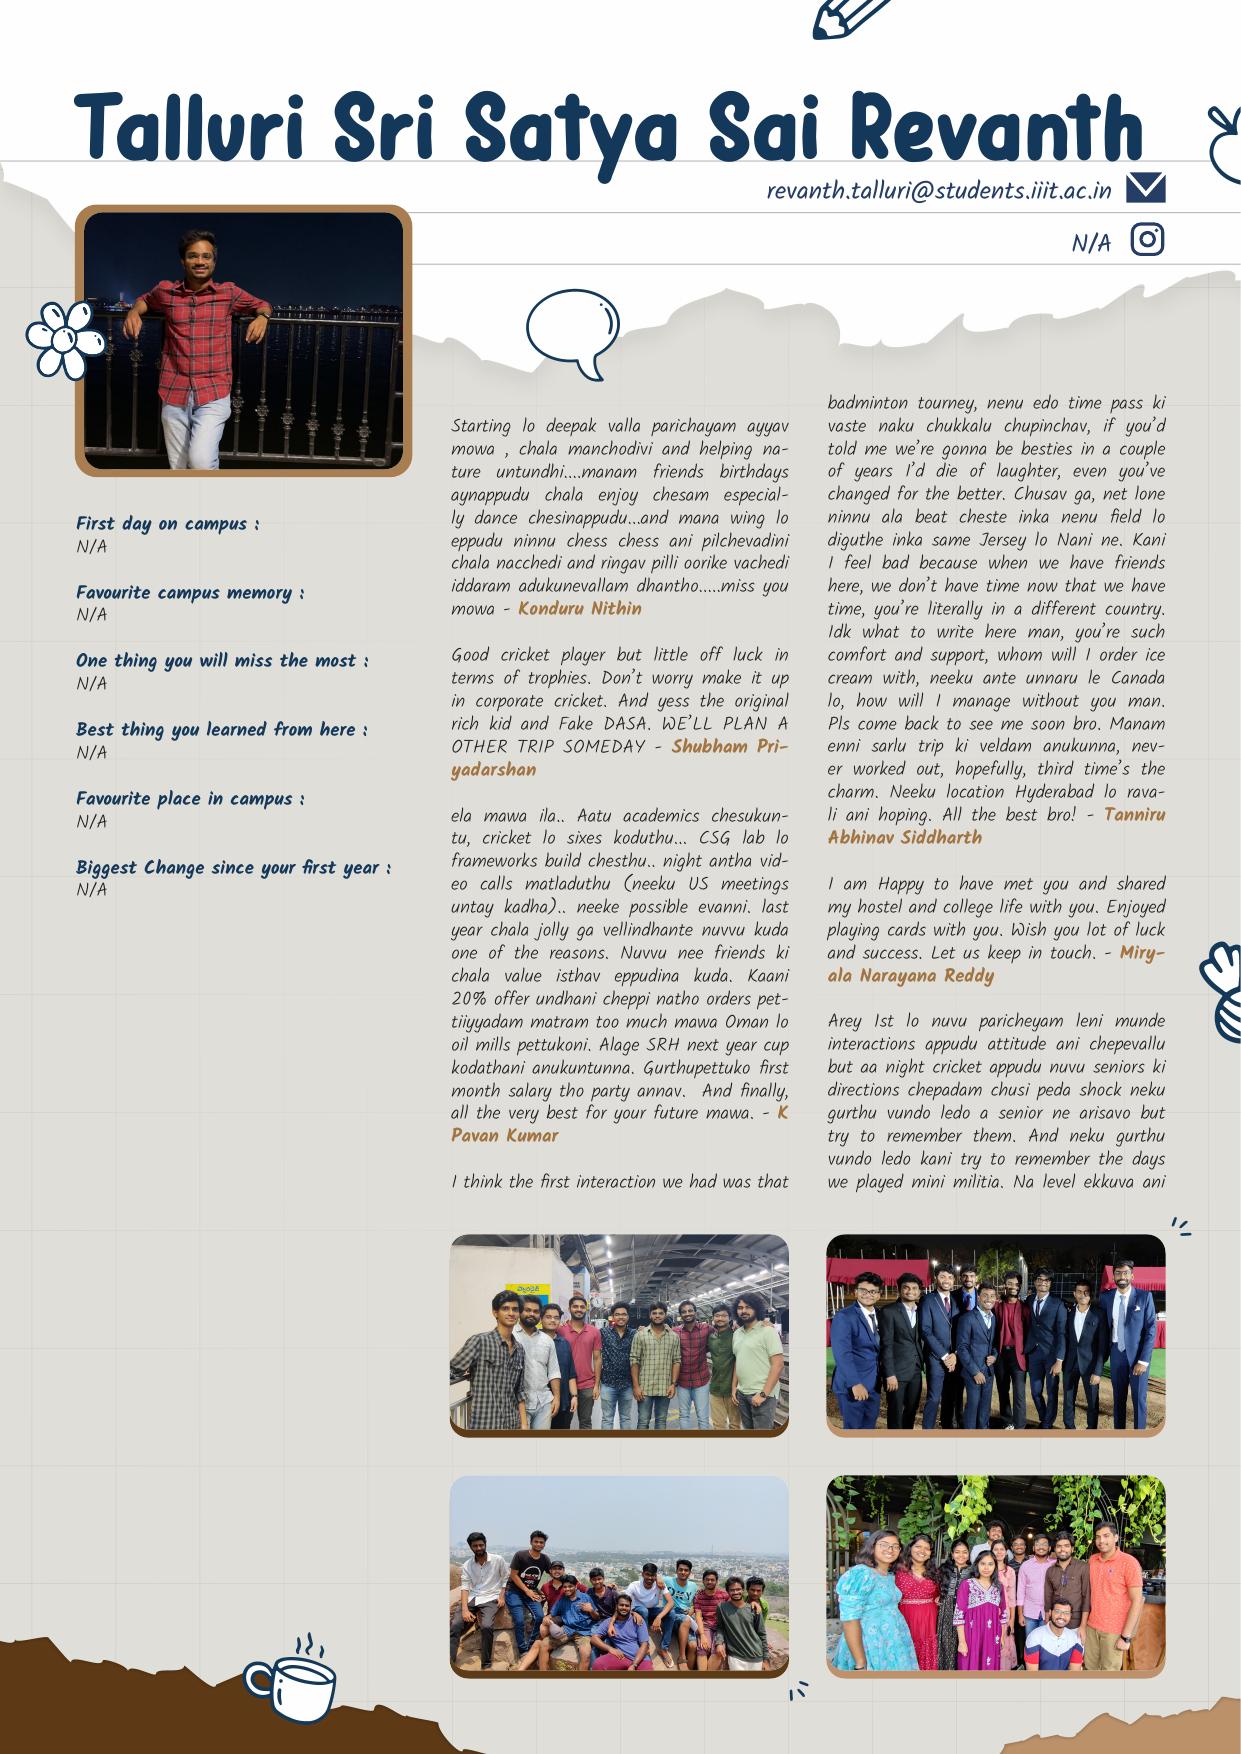 Talluri Sri Satya Sai Revanth
revanth.talluri@students.iiit.ac.in
N/A
First day on campus :
N/A
Favourite campus memory :
N/A
One thing you will miss the most :
N/A
Best thing you learned from here :
N/A
Favourite place in campus :
N/A
Biggest Change since your first year :
N/A
Starting lo deepak valla parichayam ayyav
mowa , chala manchodivi and helping na-
ture untundhi....manam friends birthdays
aynappudu chala enjoy chesam especial-
ly dance chesinappudu...and mana wing lo
eppudu ninnu chess chess ani pilchevadini
chala nacchedi and ringav pilli oorike vachedi
iddaram adukunevallam dhantho.....miss you
mowa - Konduru Nithin
Good cricket player but little off luck in
terms of trophies. Don't worry make it up
in corporate cricket. And yess the original
rich kid and Fake DASA. WE'LL PLAN A
OTHER TRIP SOMEDAY - Shubham Pri-
yadarshan
ela mawa ila.. Aatu academics chesukun-
tu, cricket lo sixes koduthu... CSG lab lo
frameworks build chesthu.. night antha vid-
eo calls matladuthu (neeku US meetings
untay kadha).. neeke possible evanni. last
year chala jolly ga vellindhante nuvvu kuda
one of the reasons. Nuvvu nee friends ki
chala value isthav eppudina kuda. Kaani
20% offer undhani cheppi natho orders pet-
tiiyyadam matram too much mawa Oman lo
oil mills pettukoni. Alage SRH next year cup
kodathani anukuntunna. Gurthupettuko first
month salary tho party annav. And finally,
all the very best for your future mawa. - K
Pavan Kumar
I think the first interaction we had was that
badminton tourney, nenu edo time pass ki
vaste naku chukkalu chupinchav, if you'd
told me we're gonna be besties in a couple
of years I'd die of laughter, even you've
changed for the better. Chusav ga, net lone
ninnu ala beat cheste inka nenu field lo
diguthe inka same Jersey lo Nani ne. Kani
I feel bad because when we have friends
here, we don't have time now that we have
time, you're literally in a different country.
Idk what to write here man, you're such
comfort and support, whom will I order ice
cream with, neeku ante unnaru le Canada
lo, how will I manage without you man.
Pls come back to see me soon bro. Manam
enni sarlu trip ki veldam anukunna, nev-
er worked out, hopefully, third time's the
charm. Neeku location Hyderabad lo rava-
li ani hoping. All the best bro! - Tanniru
Abhinav Siddharth
I am Happy to have met you and shared
my hostel and college life with you. Enjoyed
playing cards with you. Wish you lot of luck
and success. Let us keep in touch. - Miry-
ala Narayana Reddy
Arey 1st lo nuvu paricheyam leni munde
interactions appudu attitude ani chepevallu
but aa night cricket appudu nuvu seniors ki
directions chepadam chusi peda shock neku
gurthu vundo ledo a senior ne arisavo but
try to remember them. And neku gurthu
vundo ledo kani try to remember the days
we played mini militia. Na level ekkuva ani